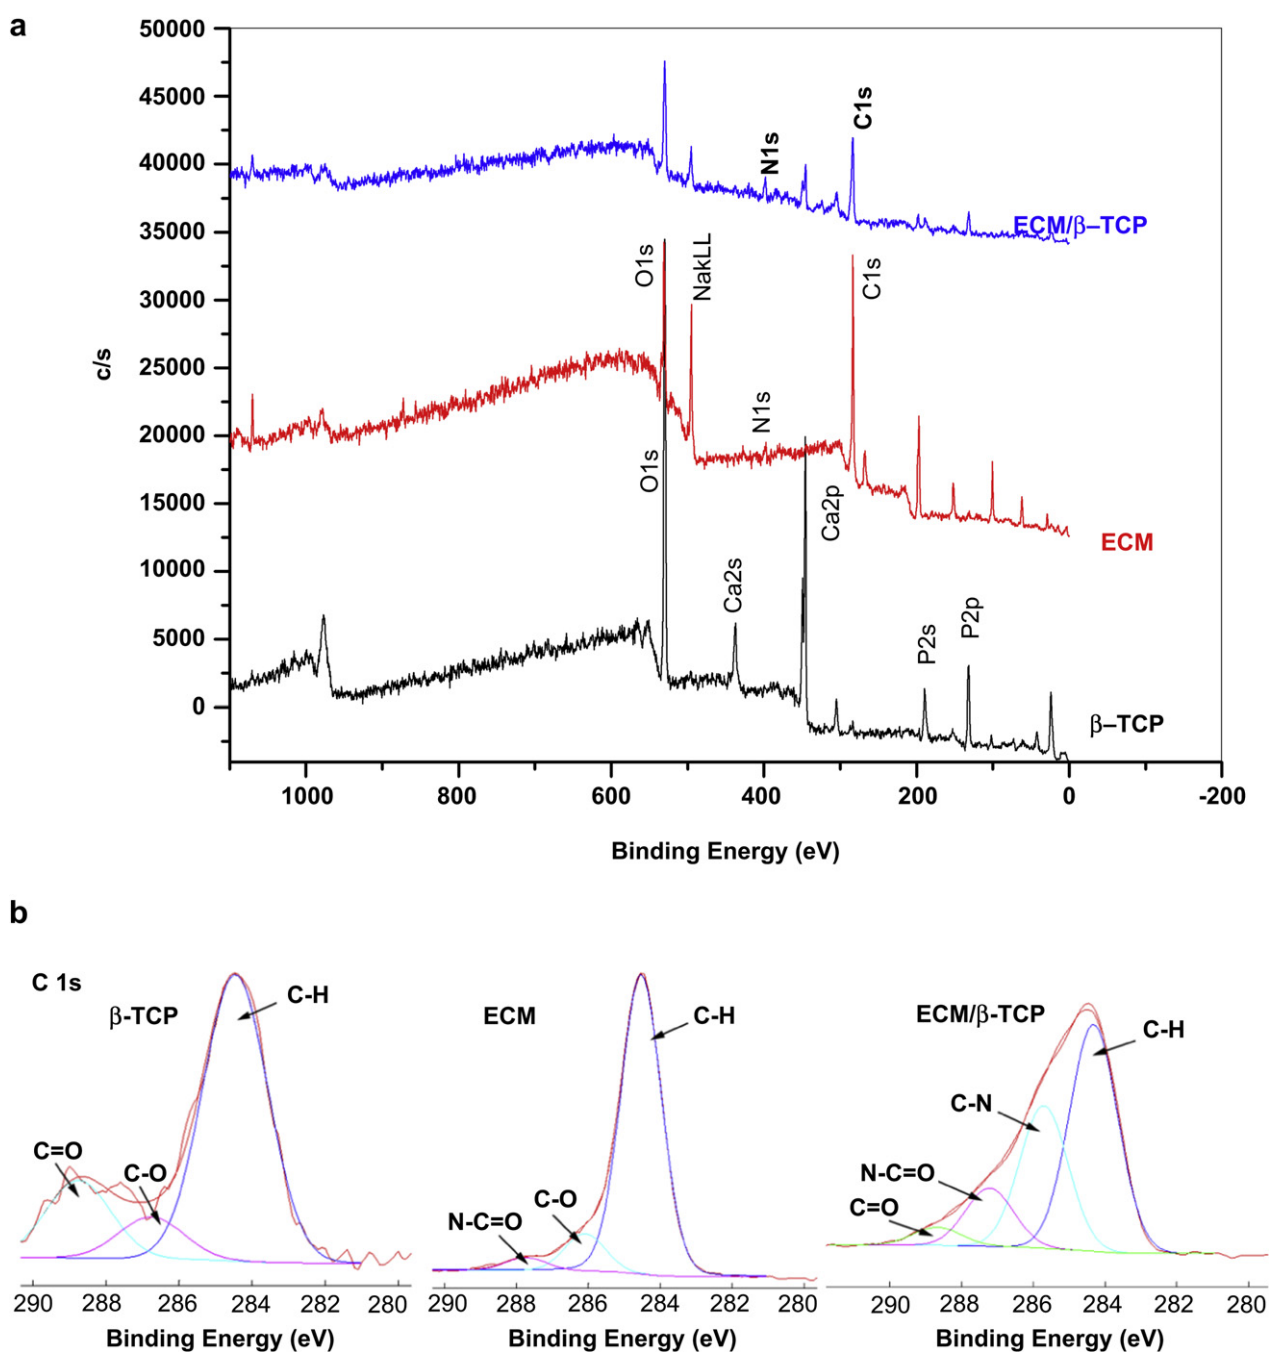 a
50000
45000
40000
35000
30000
25000
20000
15000
10000
5000
0
c/s
N1s
C1s
ECM/β–TCP
O1s
NakLL
C1s
N1s
O1s
ECM
Ca2p
Ca2s
P2s
P2p
β–TCP
1000 800 600 400 200 0 -200
Binding Energy (eV)
b
C 1s
β-TCP
C-H
C=O
C-O
290 288 286 284 282 280
Binding Energy (eV)
ECM
C-H
C-O
N-C=O
290 288 286 284 282 280
Binding Energy (eV)
ECM/β-TCP
C-H
C-N
N-C=O
C=O
290 288 286 284 282 280
Binding Energy (eV)